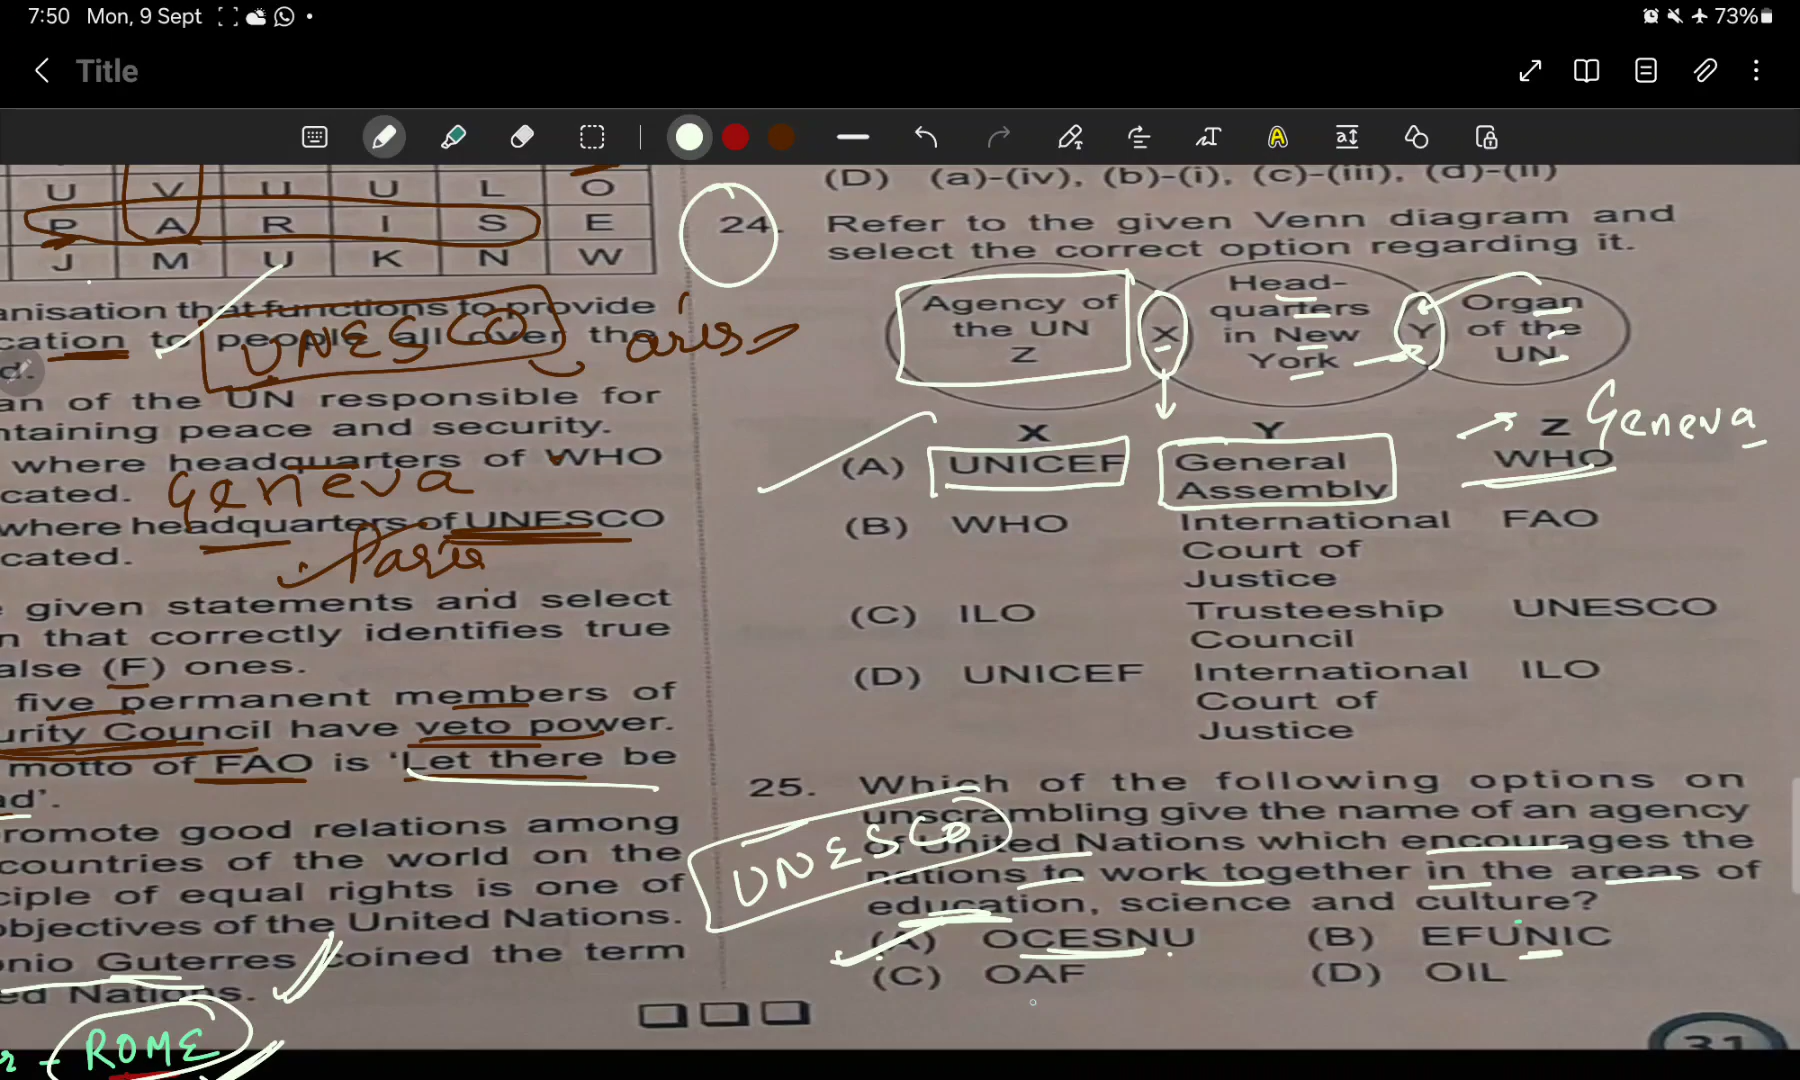 7:50 Mon, 9 Sept
73%
Title
U V U U L O
P A R I S E
J M U K N W
anisation that functions to provide
cation to people all over the
d.
UNESCO
aris
an of the UN responsible for
ntaining peace and security.
where headquarters of WHO
cated.
Geneva
where headquarters of UNESCO
cated.
Paris
given statements and select
n that correctly identifies true
alse (F) ones.
five permanent members of
urity Council have veto power.
motto of FAO is 'Let there be
ad'.
romote good relations among
countries of the world on the
ciple of equal rights is one of
objectives of the United Nations.
onio Guterres coined the term
ed Nations.
r - ROME
(D) (a)-(iv), (b)-(i), (c)-(iii), (d)-(ii)
24. Refer to the given Venn diagram and
select the correct option regarding it.
Agency of
the UN
Z
X
Head-
quarters
in New
York
Y
Organ
of the
UN
Geneva
X Y Z
(A) UNICEF General Assembly WHO
(B) WHO International Court of Justice FAO
(C) ILO Trusteeship Council UNESCO
(D) UNICEF International Court of Justice ILO
25. Which of the following options on
unscrambling give the name of an agency
of United Nations which encourages the
nations to work together in the areas of
education, science and culture?
UNESCO
(A) OCESNU (B) EFUNIC
(C) OAF (D) OIL
31